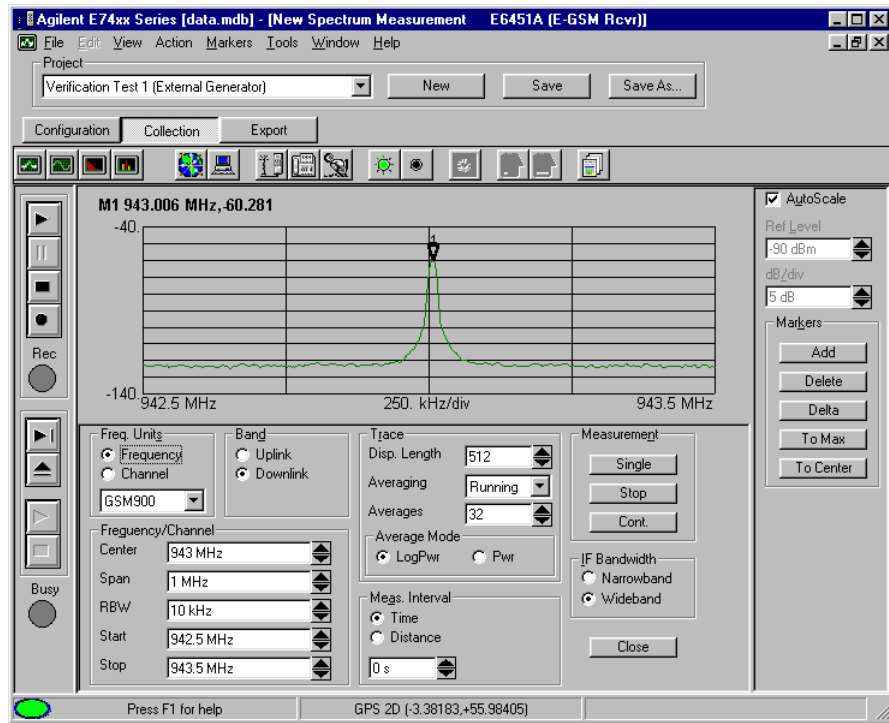 Agilent E74xx Series [data.mdb] - [New Spectrum Measurement E6451A (E-GSM Rcvr)]
File Edit View Action Markers Tools Window Help
Project
Verification Test 1 (External Generator)
New
Save
Save As...
Configuration
Collection
Export
M1 943.006 MHz,-60.281
-40.
1
-140.
942.5 MHz
250. kHz/div
943.5 MHz
Rec
Busy
AutoScale
Ref Level
-90 dBm
dB/div
5 dB
Markers
Add
Delete
Delta
To Max
To Center
Freq. Units
Frequency
Channel
GSM900
Band
Uplink
Downlink
Frequency/Channel
Center 943 MHz
Span 1 MHz
RBW 10 kHz
Start 942.5 MHz
Stop 943.5 MHz
Trace
Disp. Length 512
Averaging Running
Averages 32
Average Mode
LogPwr Pwr
Meas. Interval
Time
Distance
0 s
Measurement
Single
Stop
Cont.
IF Bandwidth
Narrowband
Wideband
Close
Press F1 for help
GPS 2D (-3.38183,+55.98405)